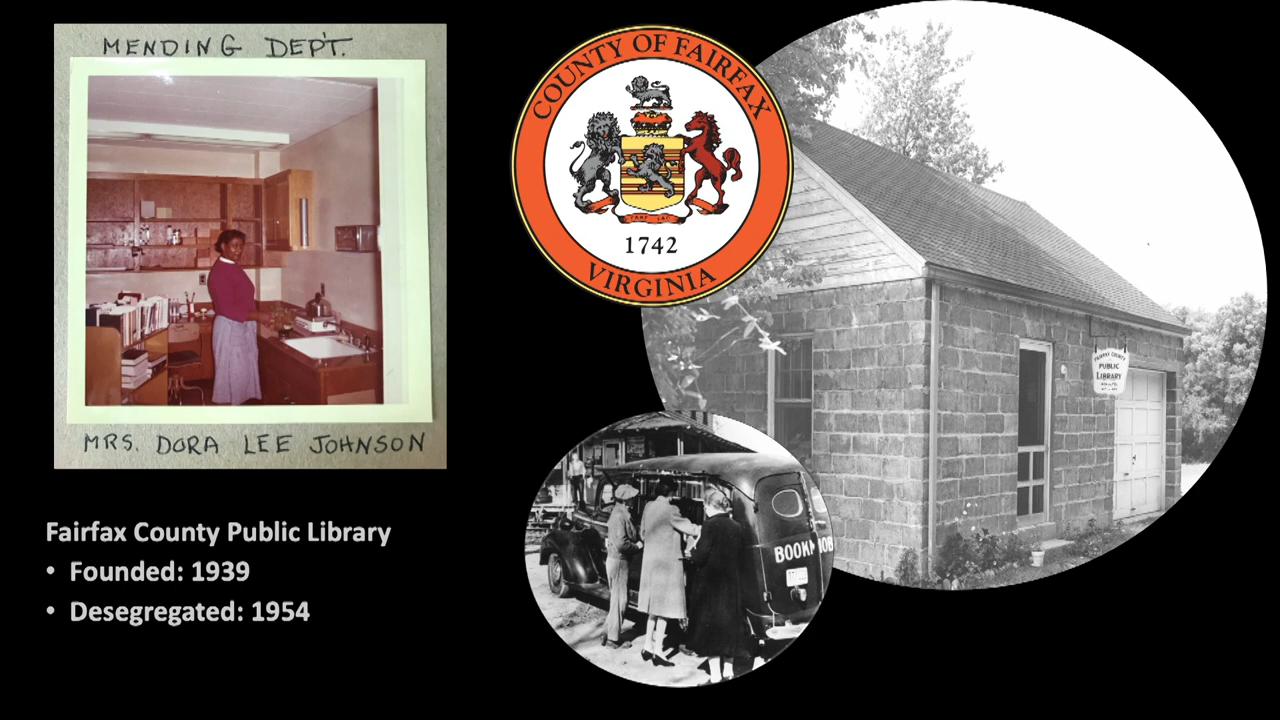 MENDING DEP'T.
MRS. DORA LEE JOHNSON
Fairfax County Public Library
• Founded: 1939
• Desegregated: 1954
COUNTY OF FAIRFAX
1742
VIRGINIA
FAIRFAX COUNTY
PUBLIC
LIBRARY
BOOKMOB